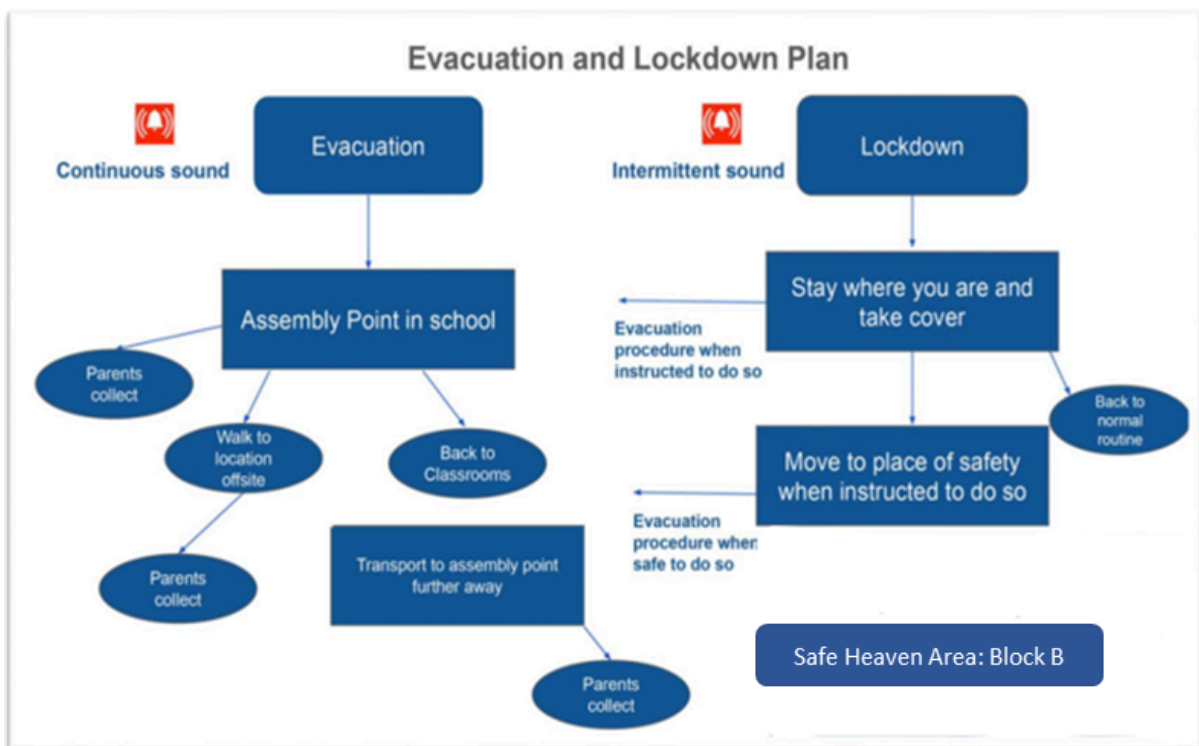 Evacuation and Lockdown Plan
Continuous sound
Evacuation
Assembly Point in school
Parents
collect
Walk to
location
offsite
Back to
Classrooms
Parents
collect
Transport to assembly point
further away
Parents
collect
Intermittent sound
Lockdown
Stay where you are and
take cover
Evacuation
procedure when
instructed to do so
Back to
normal
routine
Move to place of safety
when instructed to do so
Evacuation
procedure when
safe to do so
Safe Heaven Area: Block B